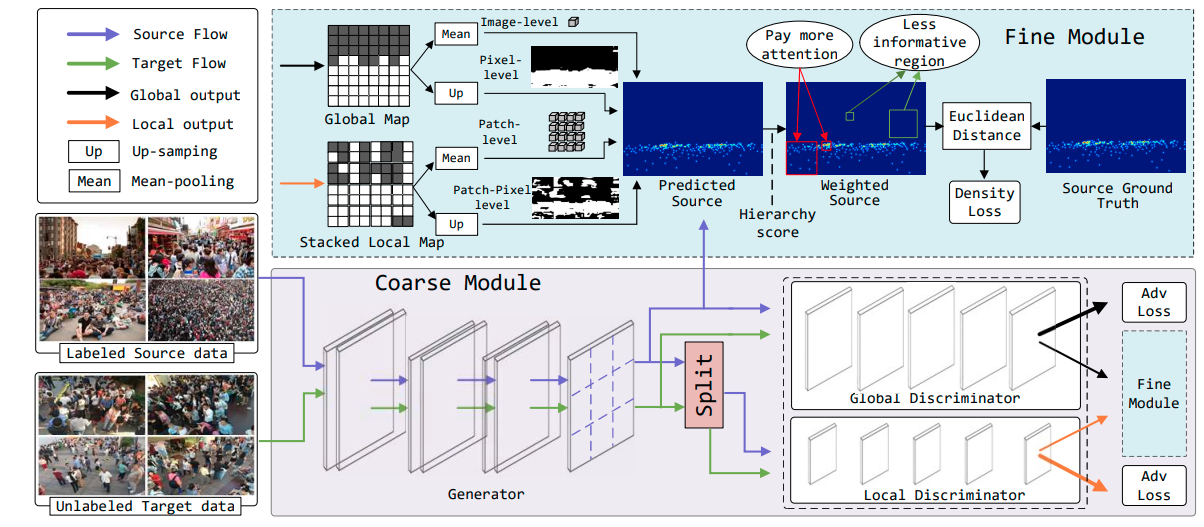 Source Flow
Target Flow
Global output
Local output
Up Up-sampling
Mean Mean-pooling
Labeled Source data
Unlabeled Target data
Fine Module
Global Map
Stacked Local Map
Mean
Up
Mean
Up
Image-level
Pixel-
level
Patch-
level
Patch-Pixel
level
Predicted
Source
Hierarchy
score
Pay more
attention
Less
informative
region
Weighted
Source
Euclidean
Distance
Density
Loss
Source Ground
Truth
Coarse Module
Generator
Split
Global Discriminator
Local Discriminator
Adv
Loss
Fine
Module
Adv
Loss